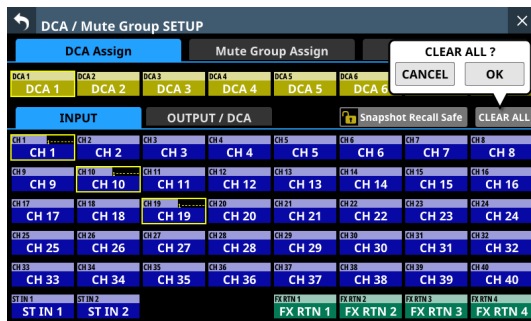 DCA / Mute Group SETUP
DCA Assign Mute Group Assign
CLEAR ALL ?
CANCEL OK
DCA 1 DCA 2 DCA 3 DCA 4 DCA 5 DCA 6
DCA 1 DCA 2 DCA 3 DCA 4 DCA 5 DCA 6
INPUT OUTPUT / DCA Snapshot Recall Safe CLEAR ALL
CH 1 CH 2 CH 3 CH 4 CH 5 CH 6 CH 7 CH 8
CH 1 CH 2 CH 3 CH 4 CH 5 CH 6 CH 7 CH 8
CH 9 CH 10 CH 11 CH 12 CH 13 CH 14 CH 15 CH 16
CH 9 CH 10 CH 11 CH 12 CH 13 CH 14 CH 15 CH 16
CH 17 CH 18 CH 19 CH 20 CH 21 CH 22 CH 23 CH 24
CH 17 CH 18 CH 19 CH 20 CH 21 CH 22 CH 23 CH 24
CH 25 CH 26 CH 27 CH 28 CH 29 CH 30 CH 31 CH 32
CH 25 CH 26 CH 27 CH 28 CH 29 CH 30 CH 31 CH 32
CH 33 CH 34 CH 35 CH 36 CH 37 CH 38 CH 39 CH 40
CH 33 CH 34 CH 35 CH 36 CH 37 CH 38 CH 39 CH 40
ST IN 1 ST IN 2 FX RTN 1 FX RTN 2 FX RTN 3 FX RTN 4
ST IN 1 ST IN 2 FX RTN 1 FX RTN 2 FX RTN 3 FX RTN 4